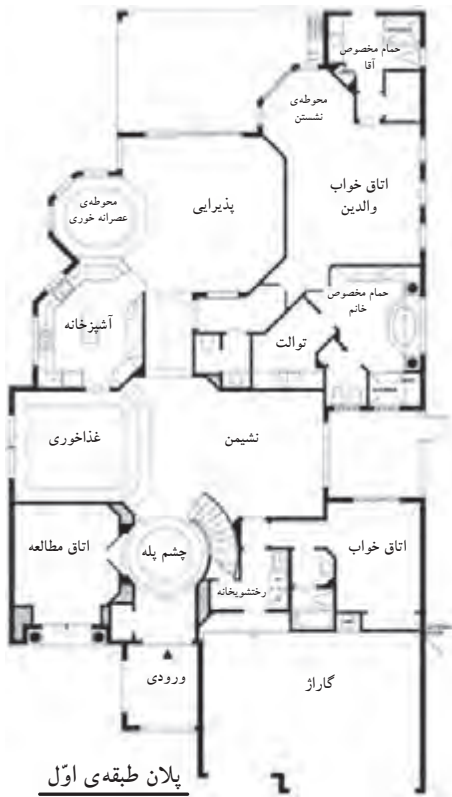 حمام مخصوص
آقا
محوطه‌ی
نشستن
اتاق خواب
والدین
پذیرایی
محوطه‌ی
عصرانه خوری
حمام مخصوص
خانم
آشپزخانه
توالت
غذاخوری
نشیمن
اتاق مطالعه
چشم پله
اتاق خواب
رختشویخانه
ورودی
گاراژ
پلان طبقه‌ی اوّل